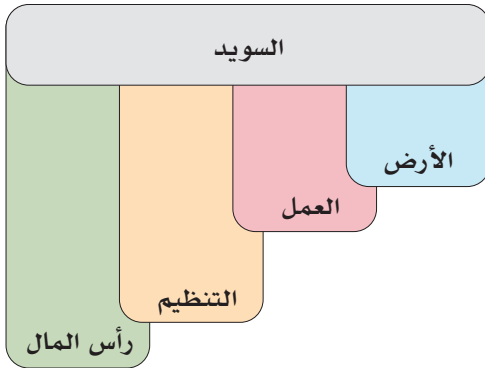 السويد
الأرض
العمل
التنظيم
رأس المال